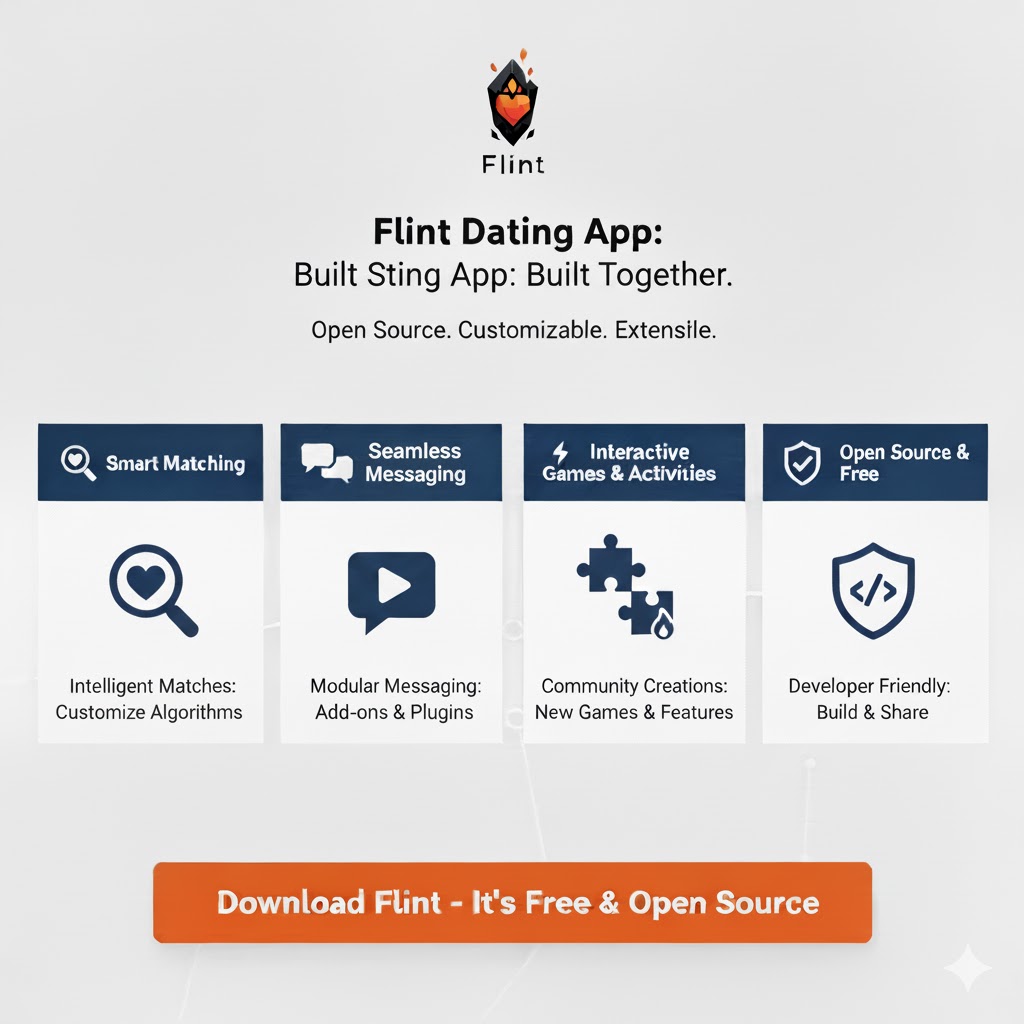 Flint
Flint Dating App:
Built Sting App: Built Together.
Open Source. Customizable. Extensile.
Smart Matching
Seamless
Messaging
Interactive
Games & Activities
Open Source &
Free
Intelligent Matches:
Customize Algorithms
Modular Messaging:
Add-ons & Plugins
Community Creations:
New Games & Features
Developer Friendly:
Build & Share
Download Flint - It's Free & Open Source